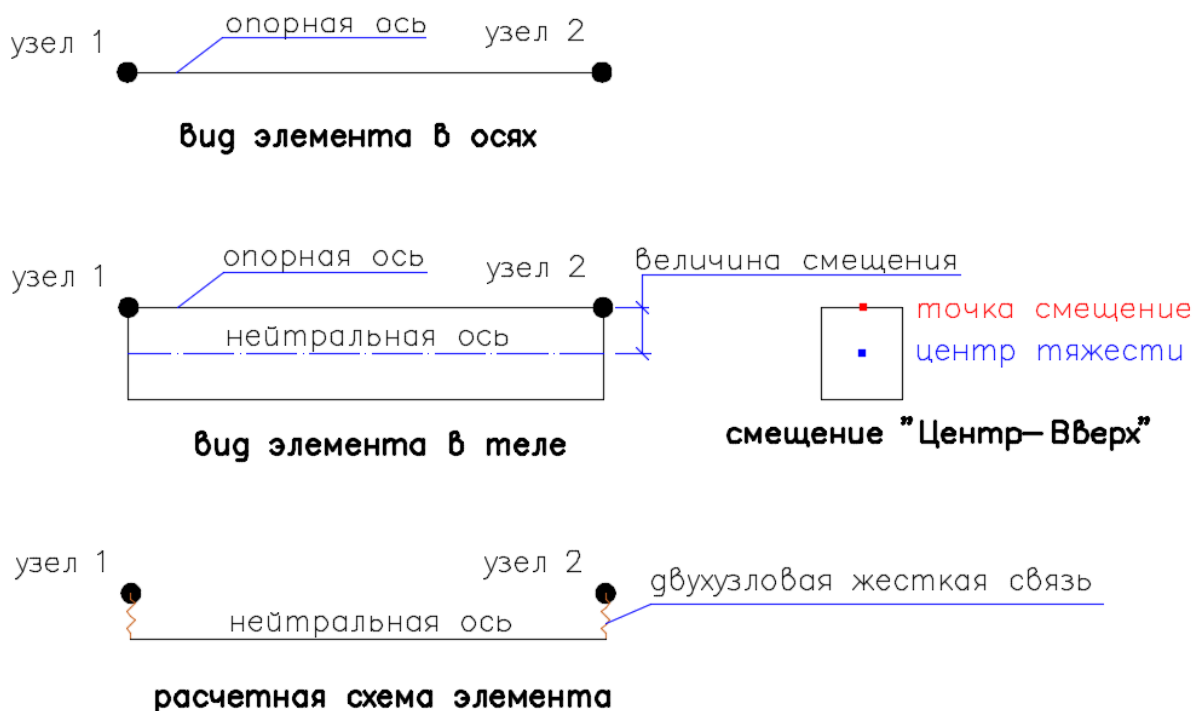 узел 1
опорная ось
узел 2
вид элемента в осях
узел 1
опорная ось
узел 2
величина смещения
нейтральная ось
точка смещение
центр тяжести
вид элемента в теле
смещение "Центр-Вверх"
узел 1
узел 2
двухузловая жесткая связь
нейтральная ось
расчетная схема элемента